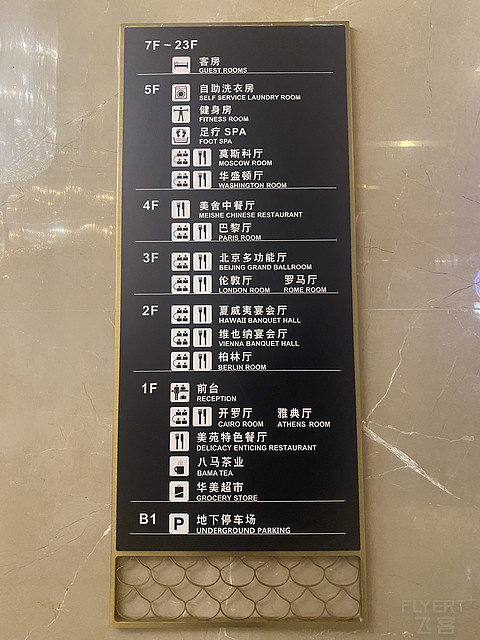 7F~23F
客房
GUEST ROOMS
5F
自助洗衣房
SELF SERVICE LAUNDRY ROOM
健身房
FITNESS ROOM
足疗 SPA
FOOT SPA
莫斯科厅
MOSCOW ROOM
华盛顿厅
WASHINGTON ROOM
4F
美舍中餐厅
MEISHE CHINESE RESTAURANT
巴黎厅
PARIS ROOM
3F
北京多功能厅
BEIJING GRAND BALLROOM
伦敦厅 罗马厅
LONDON ROOM ROME ROOM
2F
夏威夷宴会厅
HAWAII BANQUET HALL
维也纳宴会厅
VIENNA BANQUET HALL
柏林厅
BERLIN ROOM
1F
前台
RECEPTION
开罗厅 雅典厅
CAIRO ROOM ATHENS ROOM
美苑特色餐厅
DELICACY ENTICING RESTAURANT
八马茶业
BAMA TEA
华美超市
GROCERY STORE
B1
P
地下停车场
UNDERGROUND PARKING
FLYERT
飞客